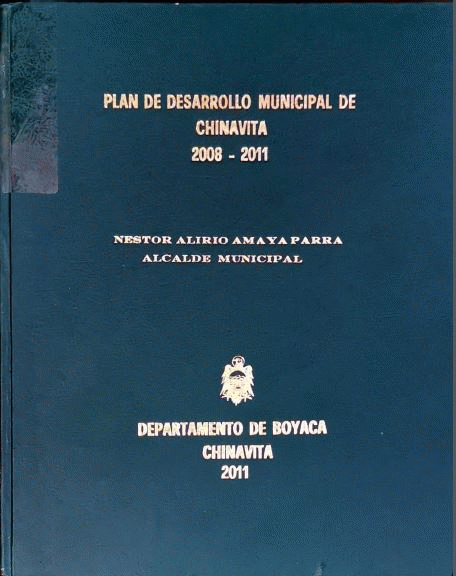 PLAN DE DESARROLLO MUNICIPAL DE
CHINAVITA
2008 - 2011
NESTOR ALIRIO AMAYA PARRA
ALCALDE MUNICIPAL
DEPARTAMENTO DE BOYACA
CHINAVITA
2011